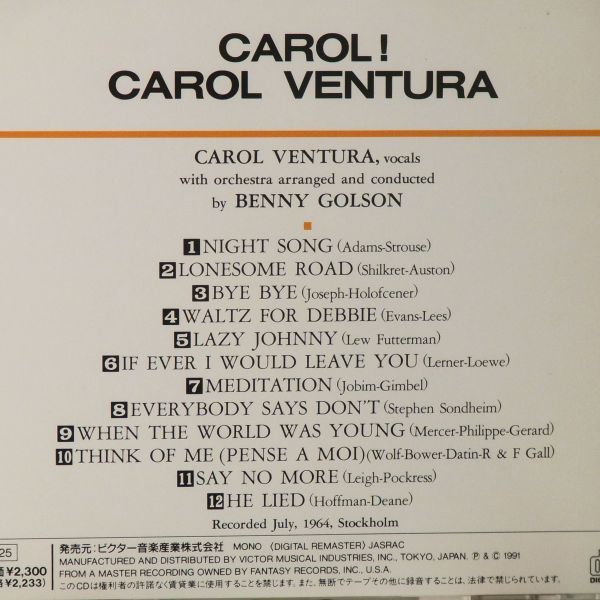 CAROL!
CAROL VENTURA
CAROL VENTURA, vocals
with orchestra arranged and conducted
by BENNY GOLSON
1 NIGHT SONG (Adams-Strouse)
2 LONESOME ROAD (Shilkret-Auston)
3 BYE BYE (Joseph-Holofcener)
4 WALTZ FOR DEBBIE (Evans-Lees)
5 LAZY JOHNNY (Lew Futterman)
6 IF EVER I WOULD LEAVE YOU (Lerner-Loewe)
7 MEDITATION (Jobim-Gimbel)
8 EVERYBODY SAYS DON'T (Stephen Sondheim)
9 WHEN THE WORLD WAS YOUNG (Mercer-Philippe-Gerard)
10 THINK OF ME (PENSE A MOI) (Wolf-Bower-Datin-R & F Gall)
11 SAY NO MORE (Leigh-Pockress)
12 HE LIED (Hoffman-Deane)
Recorded July, 1964, Stockholm
25 発売元:ビクター音楽産業株式会社 MONO 〈DIGITAL REMASTER〉 JASRAC
価¥2,300 MANUFACTURED AND DISTRIBUTED BY VICTOR MUSICAL INDUSTRIES, INC., TOKYO, JAPAN. Ⓟ & © 1991
格¥2,233) FROM A MASTER RECORDING OWNED BY FANTASY RECORDS, INC., U.S.A.
このCDは権利者の許諾なく賃貸業に使用することを禁じます。また、無断でテープその他に録音することは、法律で禁じられています。